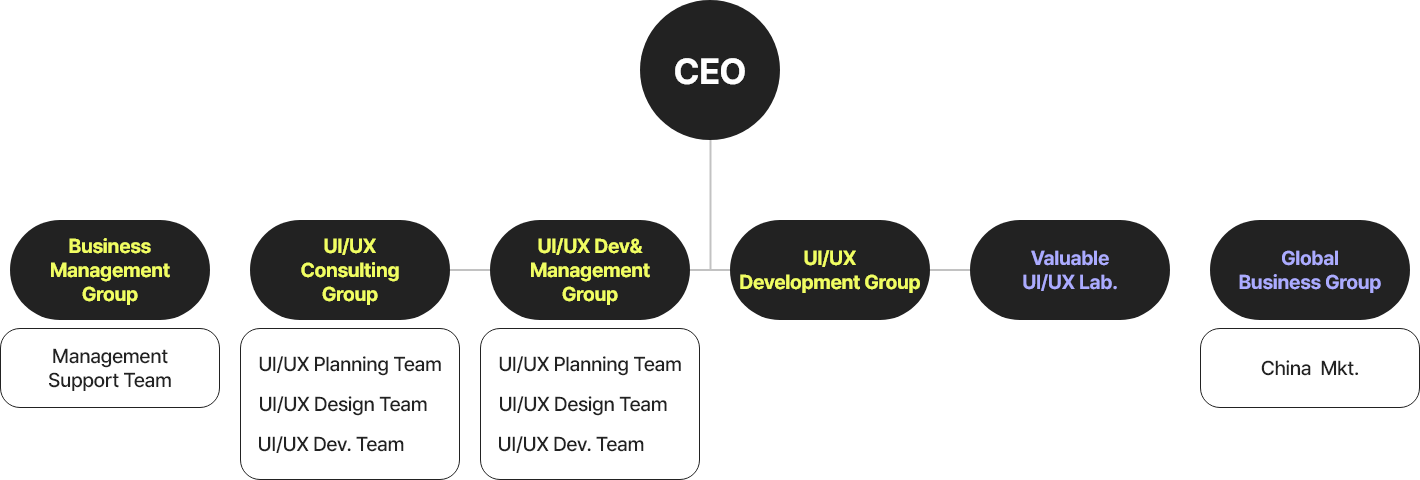 CEO
Business
Management
Group
UI/UX
Consulting
Group
UI/UX Dev&
Management
Group
UI/UX
Development Group
Valuable
UI/UX Lab.
Global
Business Group
Management
Support Team
UI/UX Planning Team
UI/UX Design Team
UI/UX Dev. Team
UI/UX Planning Team
UI/UX Design Team
UI/UX Dev. Team
China Mkt.